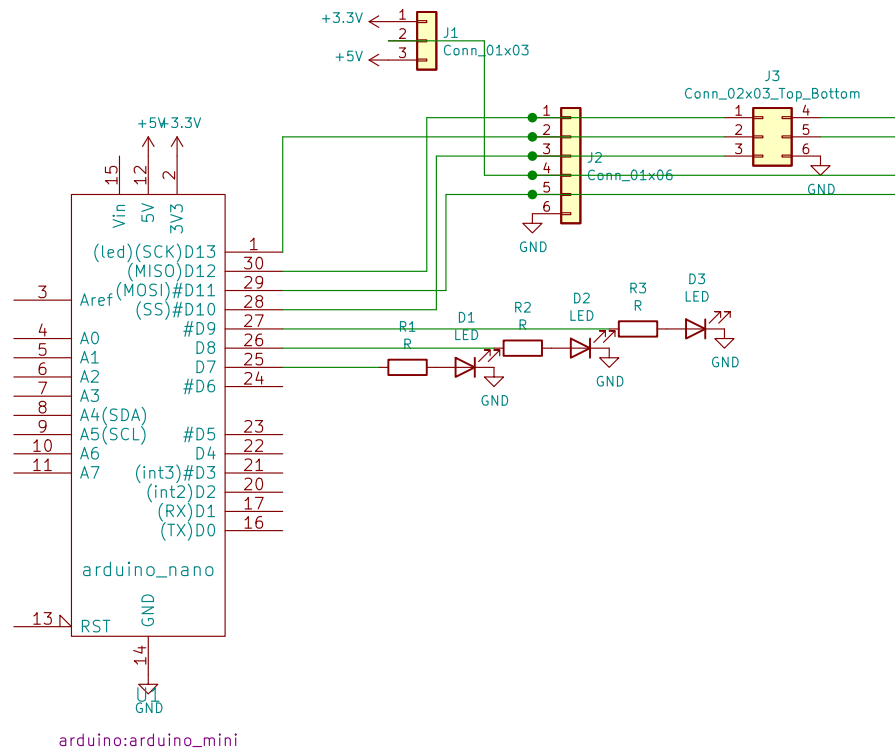 +3.3V
1
2
3
+5V
J1
Conn_01x03
J3
Conn_02x03_Top_Bottom
1
2
3
4
5
6
GND
1
2
3
4
5
6
J2
Conn_01x06
GND
+5V
+3.3V
15
12
2
Vin
5V
3V3
(led)(SCK)D13
1
(MISO)D12
30
(MOSI)#D11
29
(SS)#D10
28
#D9
27
D8
26
D7
25
#D6
24
#D5
23
D4
22
(int3)#D3
21
(int2)D2
20
(RX)D1
17
(TX)D0
16
3
Aref
4
A0
5
A1
6
A2
7
A3
8
A4(SDA)
9
A5(SCL)
10
A6
11
A7
R1
R
D1
LED
GND
R2
R
D2
LED
GND
R3
R
D3
LED
GND
arduino_nano
13
RST
GND
14
U1
GND
arduino:arduino_mini